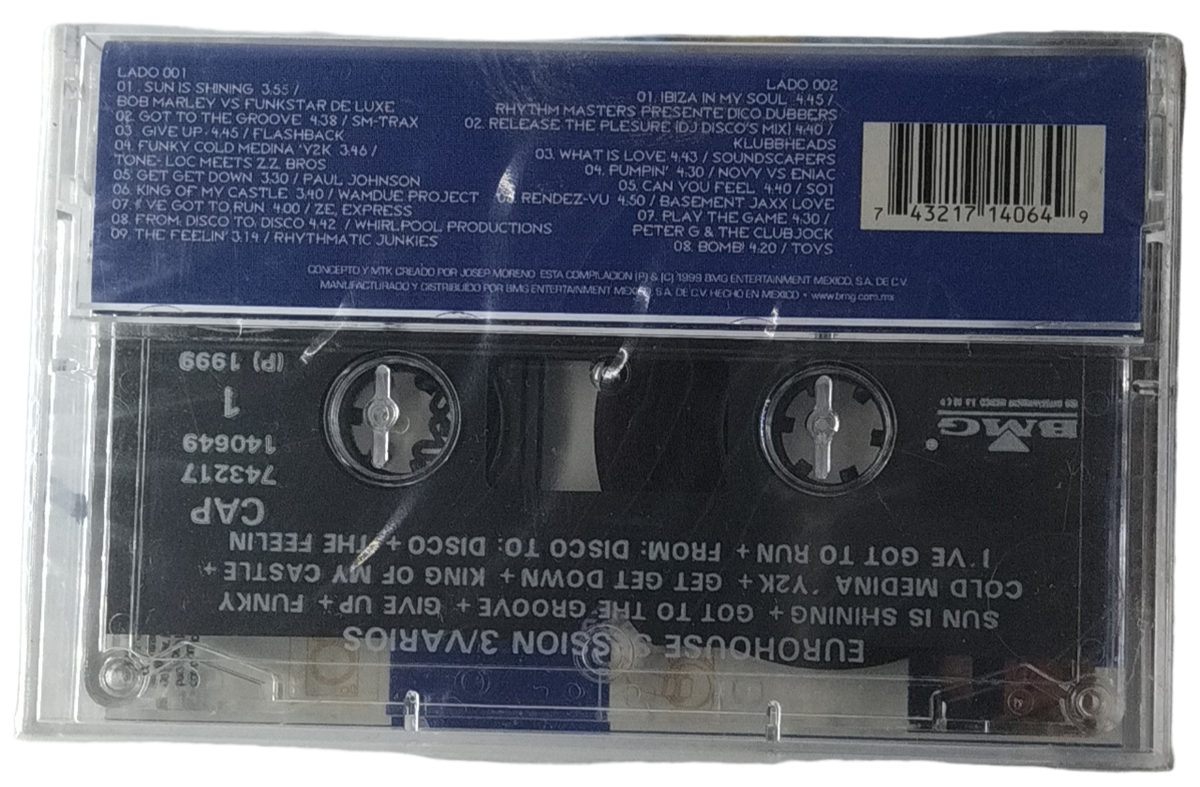 LADO 001
01. SUN IS SHINING 3.55 /
BOB MARLEY VS FUNKSTAR DE LUXE
02. GOT TO THE GROOVE 4.38 / SM-TRAX
03. GIVE UP· 4.45 / FLASHBACK
04. FUNKY COLD MEDINA 'Y2K 3.46 /
TONE- LOC MEETS Z.Z. BROS
05. GET GET DOWN 3.30 / PAUL JOHNSON
06. KING OF MY CASTLE 3.40 / WAMDUE PROJECT
07. I'VE GOT TO RUN 4.00 / ZE, EXPRESS
08. FROM: DISCO TO: DISCO 4.42 / WHIRLPOOL PRODUCTIONS
09. THE FEELIN' 3.14 / RHYTHMATIC JUNKIES
LADO 002
01. IBIZA IN MY SOUL 4.45 /
RHYTHM MASTERS PRESENTE DICO DUBBERS
02. RELEASE THE PLESURE (DJ DISCO'S MIX) 4:40 /
KLUBBHEADS
03. WHAT IS LOVE 4.43 / SOUNDSCAPERS
04. PUMPIN' 4.30 / NOVY VS ENIAC
05. CAN YOU FEEL 4.40 / SQ1
RENDEZ-VU 4.50 / BASEMENT JAXX LOVE
07. PLAY THE GAME 4.30 /
PETER G & THE CLUBJOCK
08. BOMB! 4.20 / TOYS
7 43217 14064 9
CONCEPTO Y MTK CREADO POR JOSEP MORENO ESTA COMPILACION (P) & (C) 1999 BMG ENTERTAINMENT MEXICO, S.A. DE C.V.
MANUFACTURADO Y DISTRIBUIDO POR BMG ENTERTAINMENT MEXICO, S.A. DE C.V. HECHO EN MEXICO • www.bmg.com.mx
EUROHOUSE SESSION 3/VARIOS
SUN IS SHINING + GOT TO THE GROOVE + GIVE UP + FUNKY
COLD MEDINA 'Y2K + GET GET DOWN + KING OF MY CASTLE +
I'VE GOT TO RUN + FROM: DISCO TO: DISCO + THE FEELIN
CAP
743217
140649
1
(P) 1999
BMG